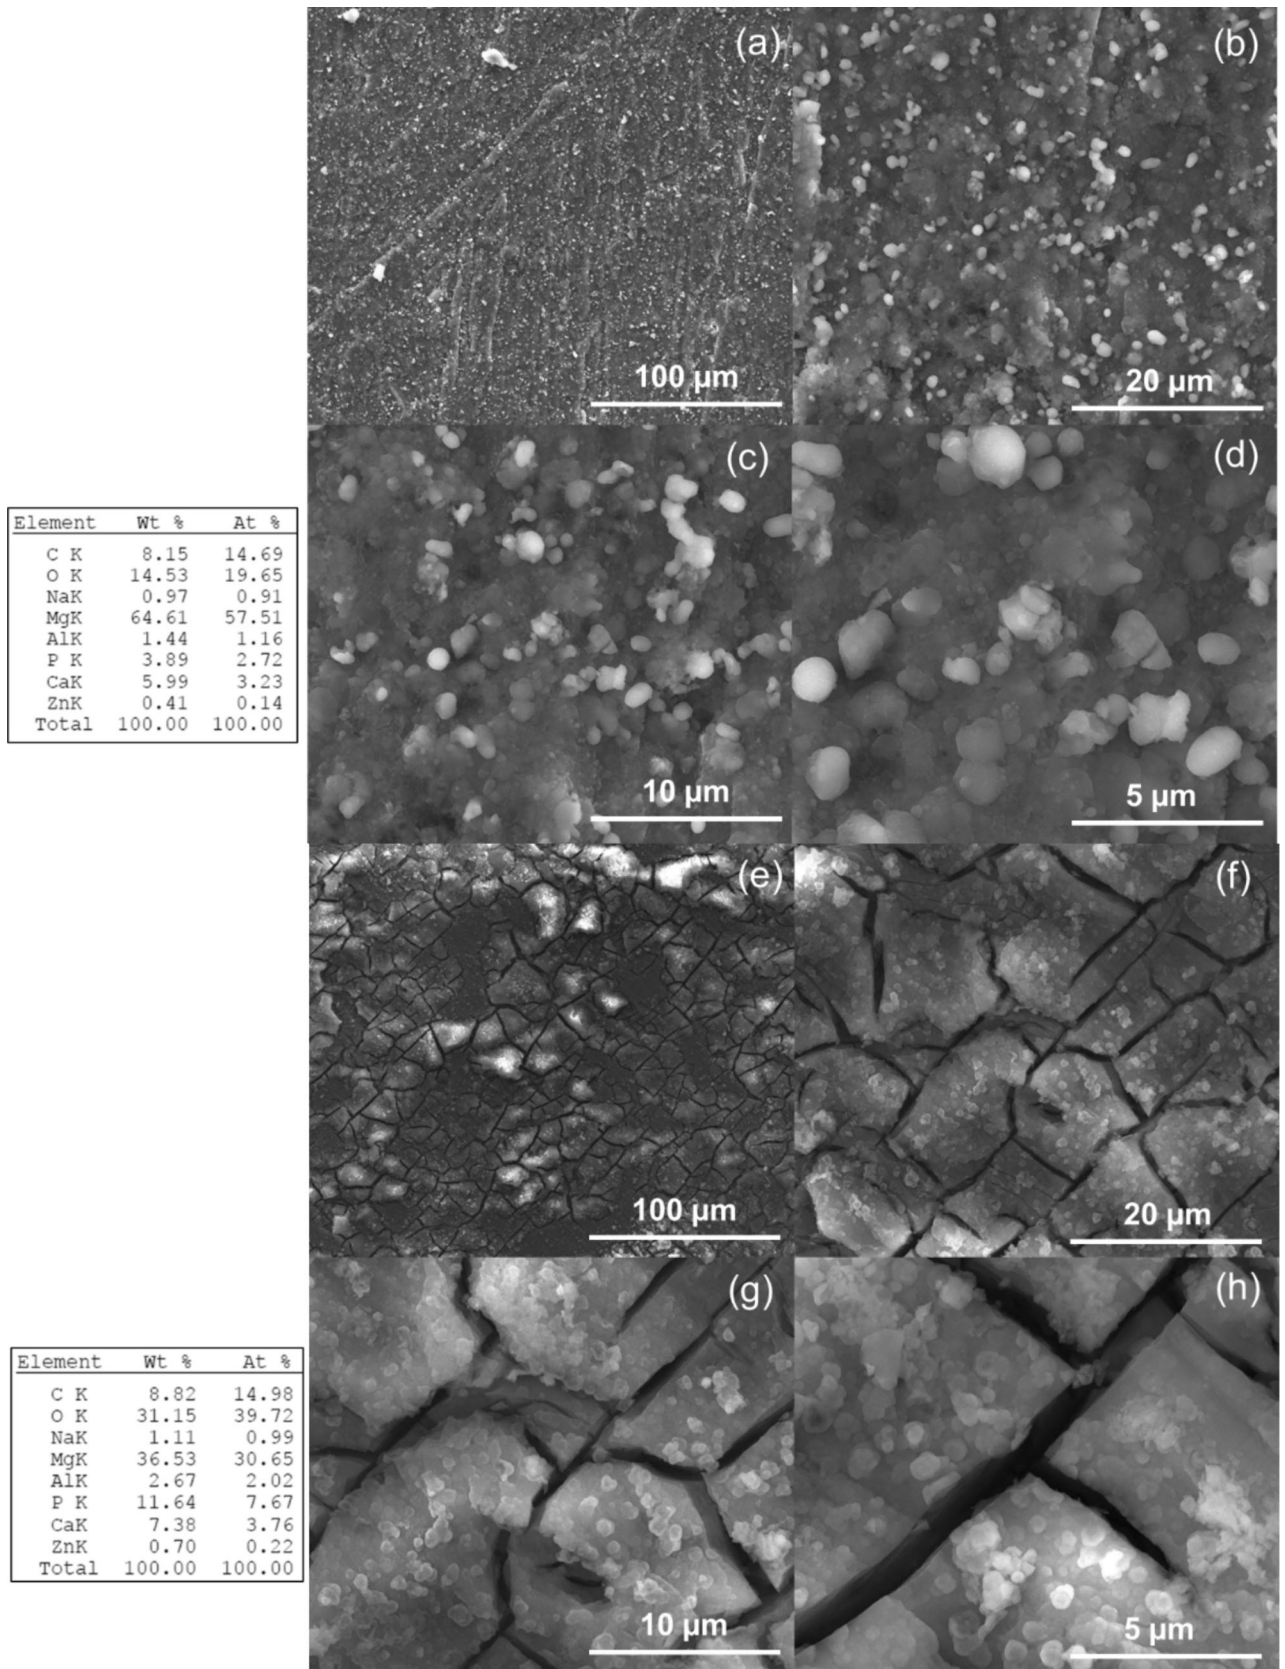 (a)
100 µm
(b)
20 µm
(c)
10 µm
(d)
5 µm
Element Wt % At %
C K 8.15 14.69
O K 14.53 19.65
NaK 0.97 0.91
MgK 64.61 57.51
AlK 1.44 1.16
P K 3.89 2.72
CaK 5.99 3.23
ZnK 0.41 0.14
Total 100.00 100.00
(e)
100 µm
(f)
20 µm
(g)
10 µm
(h)
5 µm
Element Wt % At %
C K 8.82 14.98
O K 31.15 39.72
NaK 1.11 0.99
MgK 36.53 30.65
AlK 2.67 2.02
P K 11.64 7.67
CaK 7.38 3.76
ZnK 0.70 0.22
Total 100.00 100.00